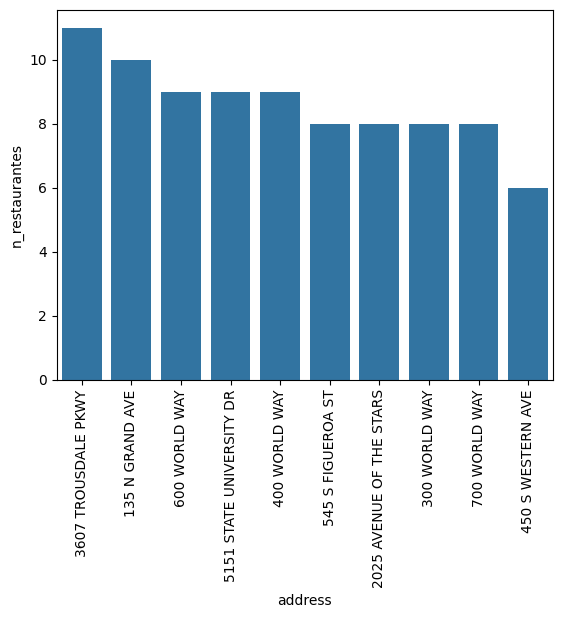 n_restaurantes
10
8
6
4
2
0
3607 TROUSDALE PKWY
135 N GRAND AVE
600 WORLD WAY
5151 STATE UNIVERSITY DR
400 WORLD WAY
545 S FIGUEROA ST
2025 AVENUE OF THE STARS
300 WORLD WAY
700 WORLD WAY
450 S WESTERN AVE
address